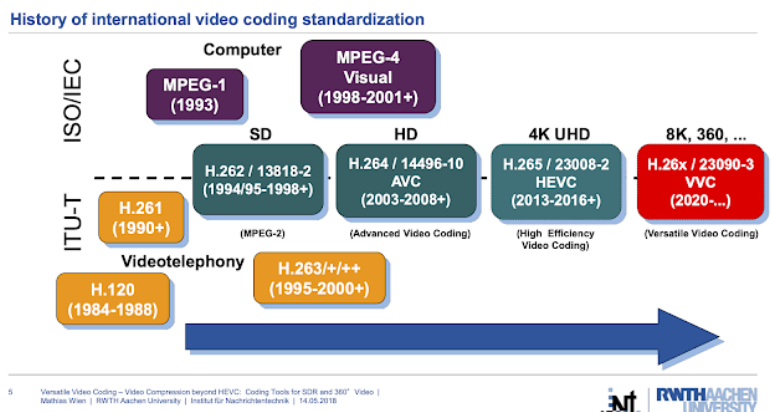 History of international video coding standardization
ISO/IEC
Computer
MPEG-1
(1993)
MPEG-4
Visual
(1998-2001+)
SD
HD
4K UHD
8K, 360, ...
H.262 / 13818-2
(1994/95-1998+)
(MPEG-2)
H.264 / 14496-10
AVC
(2003-2008+)
(Advanced Video Coding)
H.265 / 23008-2
HEVC
(2013-2016+)
(High Efficiency
Video Coding)
H.26x / 23090-3
VVC
(2020-...)
(Versatile Video Coding)
ITU-T
H.261
(1990+)
Videotelephony
H.263/+/++
(1995-2000+)
H.120
(1984-1988)
5
Versatile Video Coding – Video Compression beyond HEVC: Coding Tools for SDR and 360° Video |
Mathias Wien | RWTH Aachen University | Institut für Nachrichtentechnik | 14.05.2018
RWTH AACHEN
UNIVERSITY